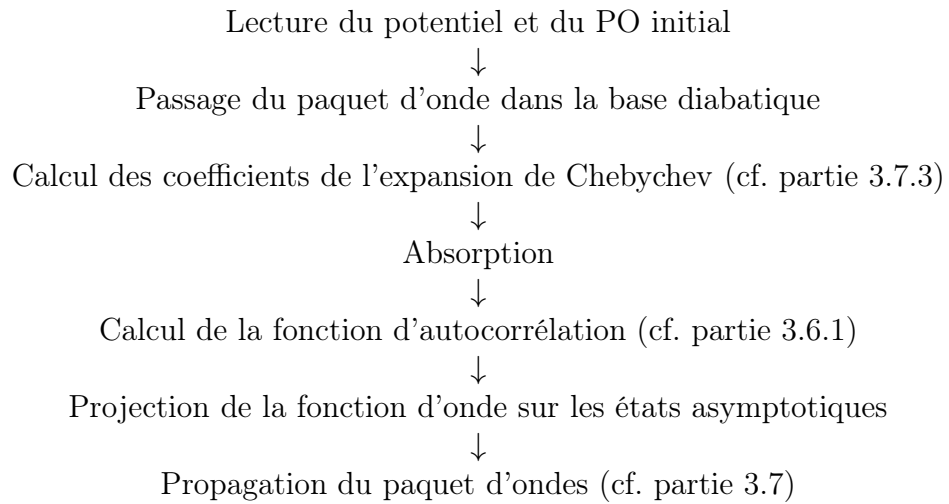 Lecture du potentiel et du PO initial
↓
Passage du paquet d'onde dans la base diabatique
↓
Calcul des coefficients de l'expansion de Chebychev (cf. partie 3.7.3)
↓
Absorption
↓
Calcul de la fonction d'autocorrélation (cf. partie 3.6.1)
↓
Projection de la fonction d'onde sur les états asymptotiques
↓
Propagation du paquet d'ondes (cf. partie 3.7)